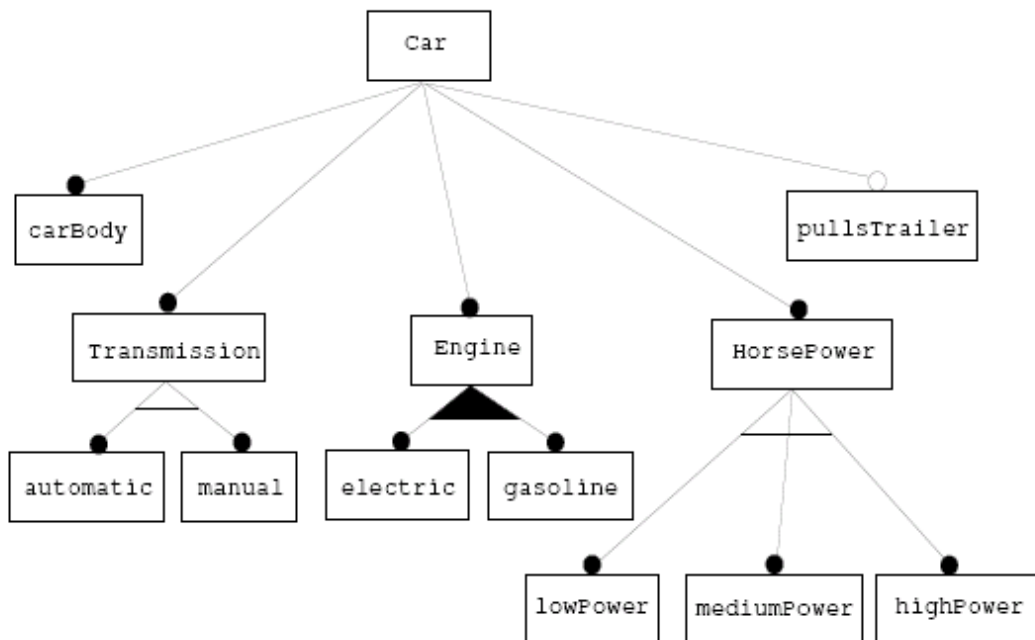 Car
carBody
pullsTrailer
Transmission
Engine
HorsePower
automatic
manual
electric
gasoline
lowPower
mediumPower
highPower